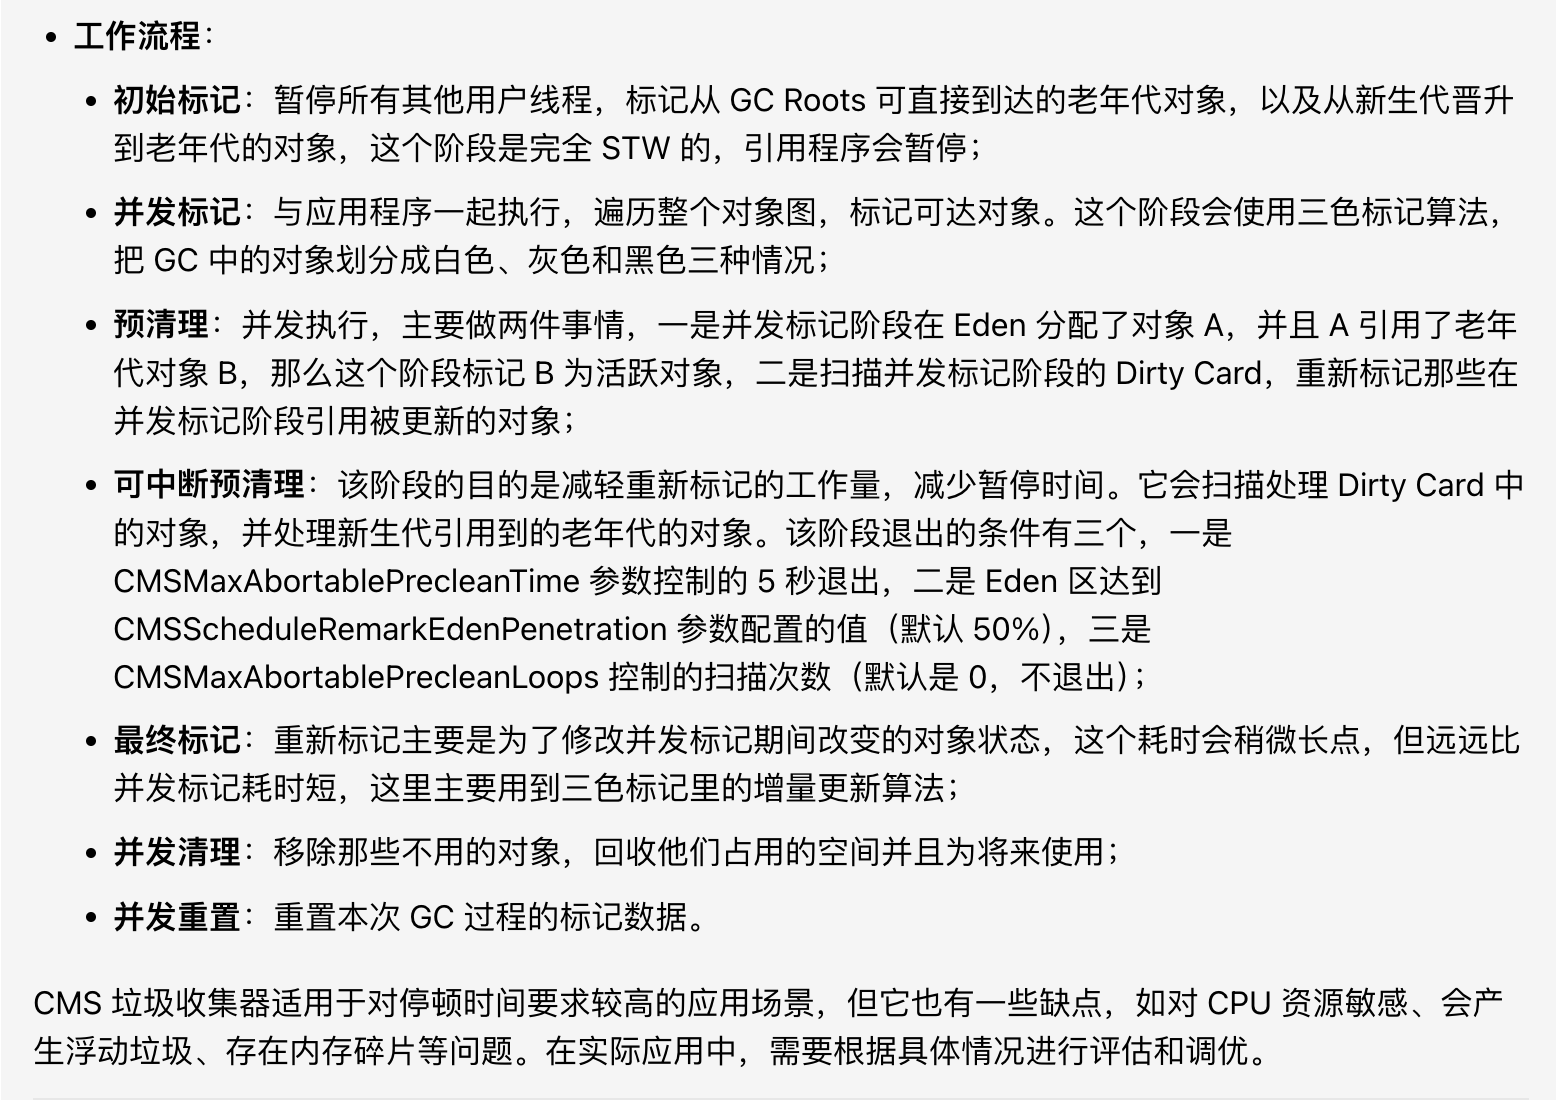 • 工作流程：
• 初始标记：暂停所有其他用户线程，标记从 GC Roots 可直接到达的老年代对象，以及从新生代晋升
到老年代的对象，这个阶段是完全 STW 的，引用程序会暂停；
• 并发标记：与应用程序一起执行，遍历整个对象图，标记可达对象。这个阶段会使用三色标记算法，
把 GC 中的对象划分成白色、灰色和黑色三种情况；
• 预清理：并发执行，主要做两件事情，一是并发标记阶段在 Eden 分配了对象 A，并且 A 引用了老年
代对象 B，那么这个阶段标记 B 为活跃对象，二是扫描并发标记阶段的 Dirty Card，重新标记那些在
并发标记阶段引用被更新的对象；
• 可中断预清理：该阶段的目的是减轻重新标记的工作量，减少暂停时间。它会扫描处理 Dirty Card 中
的对象，并处理新生代引用到的老年代的对象。该阶段退出的条件有三个，一是
CMSMaxAbortablePrecleanTime 参数控制的 5 秒退出，二是 Eden 区达到
CMSScheduleRemarkEdenPenetration 参数配置的值（默认 50%），三是
CMSMaxAbortablePrecleanLoops 控制的扫描次数（默认是 0，不退出）；
• 最终标记：重新标记主要是为了修改并发标记期间改变的对象状态，这个耗时会稍微长点，但远远比
并发标记耗时短，这里主要用到三色标记里的增量更新算法；
• 并发清理：移除那些不用的对象，回收他们占用的空间并且为将来使用；
• 并发重置：重置本次 GC 过程的标记数据。
CMS 垃圾收集器适用于对停顿时间要求较高的应用场景，但它也有一些缺点，如对 CPU 资源敏感、会产
生浮动垃圾、存在内存碎片等问题。在实际应用中，需要根据具体情况进行评估和调优。